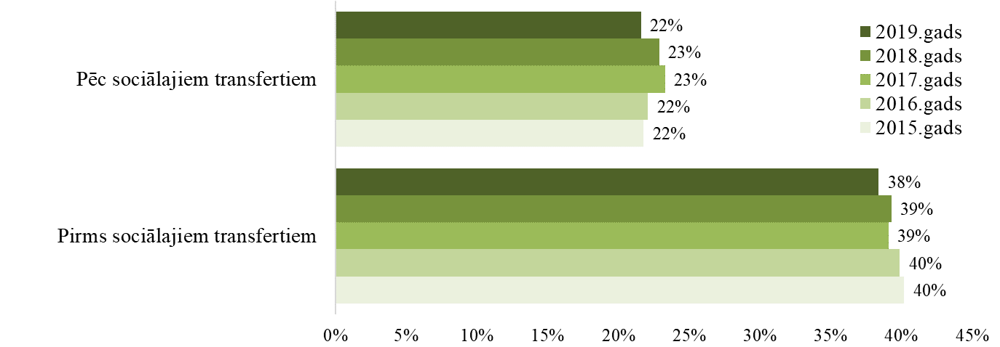 Pēc sociālajiem transfertiem
22%
23%
23%
22%
22%
2019.gads
2018.gads
2017.gads
2016.gads
2015.gads
Pirms sociālajiem transfertiem
38%
39%
39%
40%
40%
0% 5% 10% 15% 20% 25% 30% 35% 40% 45%